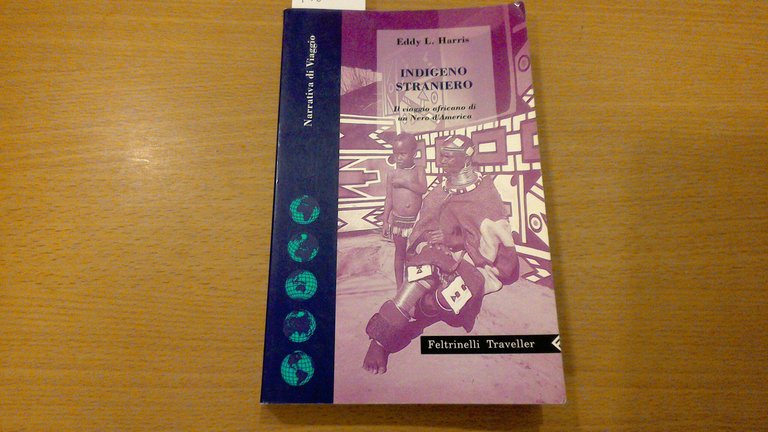 Narrativa di Viaggio
Eddy L. Harris
INDIGENO
STRANIERO
Il viaggio africano di
un Nero d'America
Feltrinelli Traveller